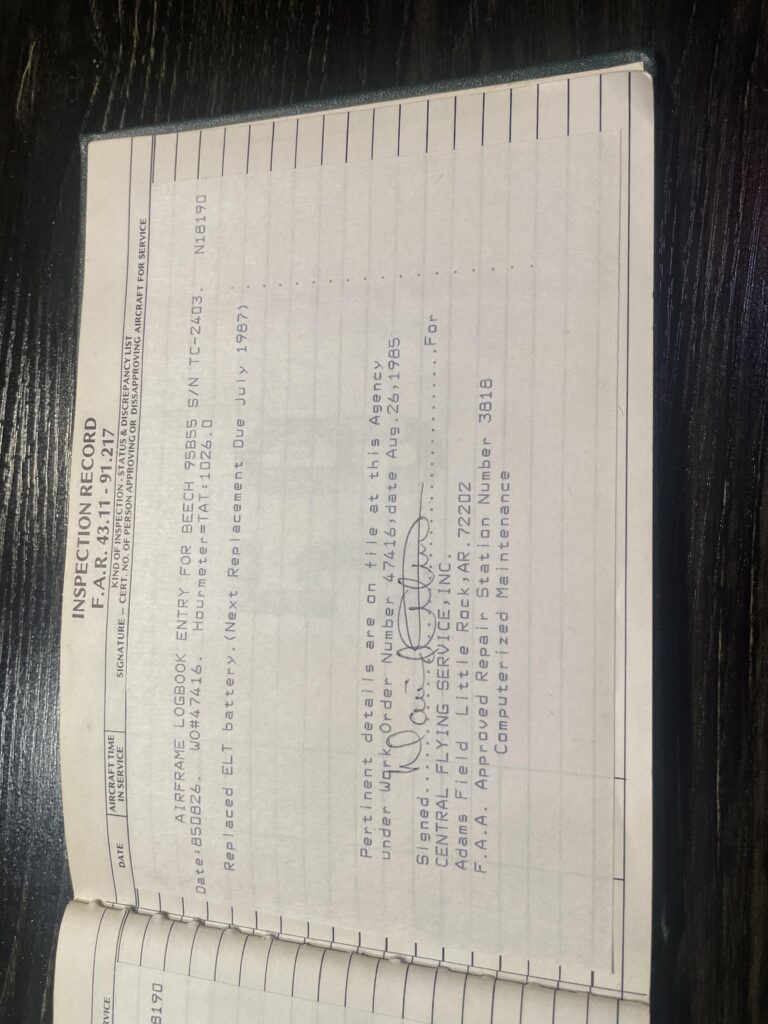 INSPECTION RECORD
F.A.R. 43.11 - 91.217
DATE
AIRCRAFT TIME
IN SERVICE
KIND OF INSPECTION - STATUS & DISCREPANCY LIST
SIGNATURE — CERT. NO. OF PERSON APPROVING OR DISSAPPROVING AIRCRAFT FOR SERVICE
AIRFRAME LOGBOOK ENTRY FOR BEECH 95B55 S/N TC-2403. N18190
Date:850826. WO#47416. Hourmeter=TAT:1026.0
Replaced ELT battery.(Next Replacement Due July 1987)
Pertinent details are on file at this Agency
under Work Order Number 47416,date Aug.26,1985
Signed..............................For
CENTRAL FLYING SERVICE,INC.
Adams Field Little Rock,AR.72202
F.A.A. Approved Repair Station Number 3818
Computerized Maintenance
RVICE
8190